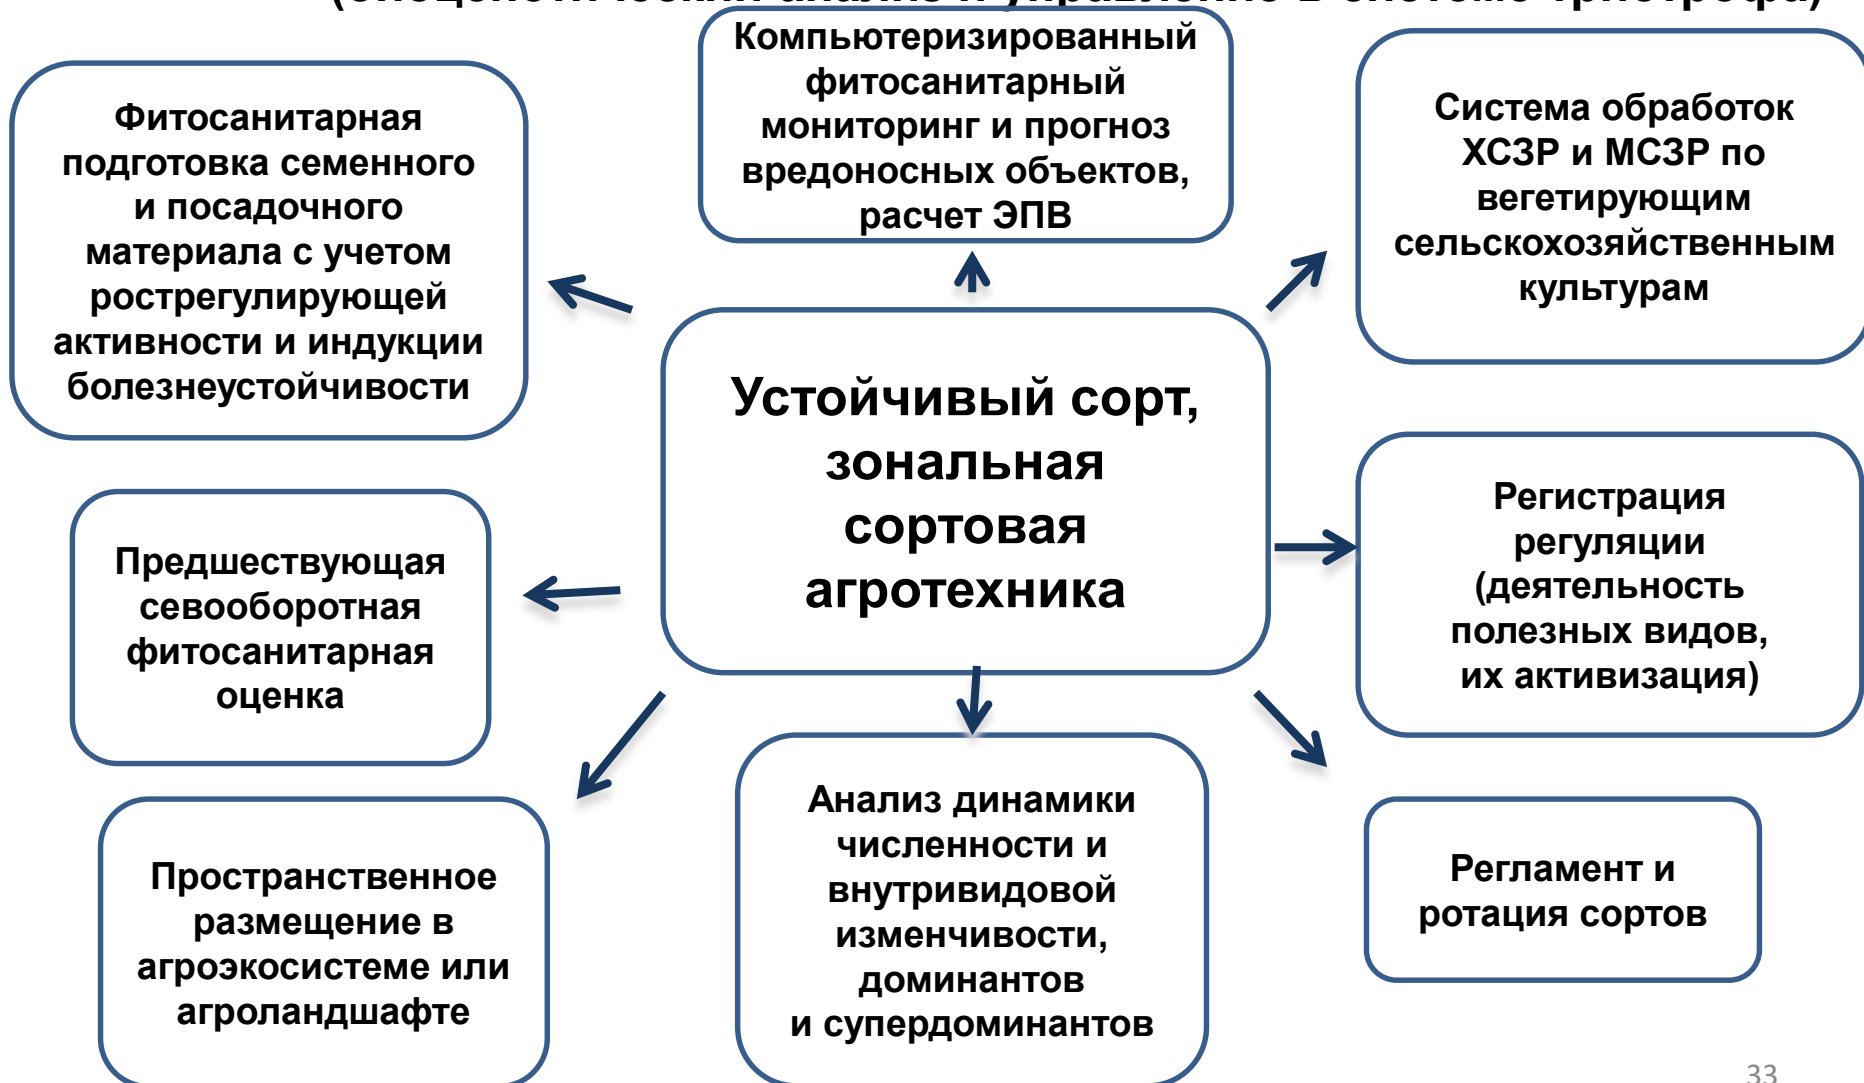 Компьютеризированный
фитосанитарный
мониторинг и прогноз
вредоносных объектов,
расчет ЭПВ
Фитосанитарная
подготовка семенного
и посадочного
материала с учетом
рострегулирующей
активности и индукции
болезнеустойчивости
Система обработок
ХСЗР и МСЗР по
вегетирующим
сельскохозяйственным
культурам
Устойчивый сорт,
зональная
сортовая
агротехника
Предшествующая
севооборотная
фитосанитарная
оценка
Регистрация
регуляции
(деятельность
полезных видов,
их активизация)
Пространственное
размещение в
агроэкосистеме или
агроландшафте
Анализ динамики
численности и
внутривидовой
изменчивости,
доминантов
и супердоминантов
Регламент и
ротация сортов
33